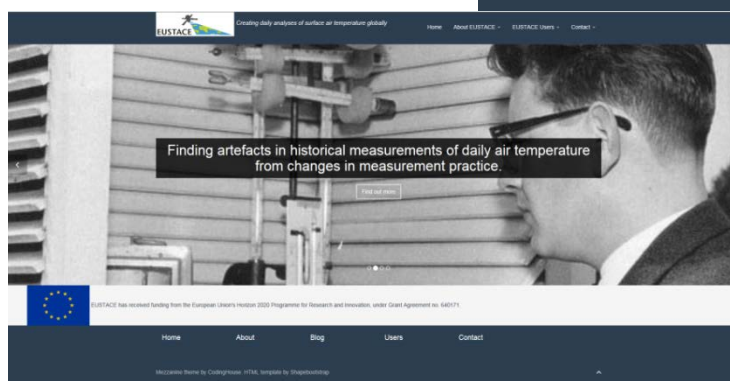 EUSTACE
Creating daily analyses of surface air temperature globally
Home About EUSTACE EUSTACE Users Contact
Finding artefacts in historical measurements of daily air temperature
from changes in measurement practice.
Find out more
EUSTACE has received funding from the European Union's Horizon 2020 Programme for Research and Innovation, under Grant Agreement no. 640171.
Home About Blog Users Contact
Mezzanine theme by CodingHouse. HTML template by Shapebootstrap